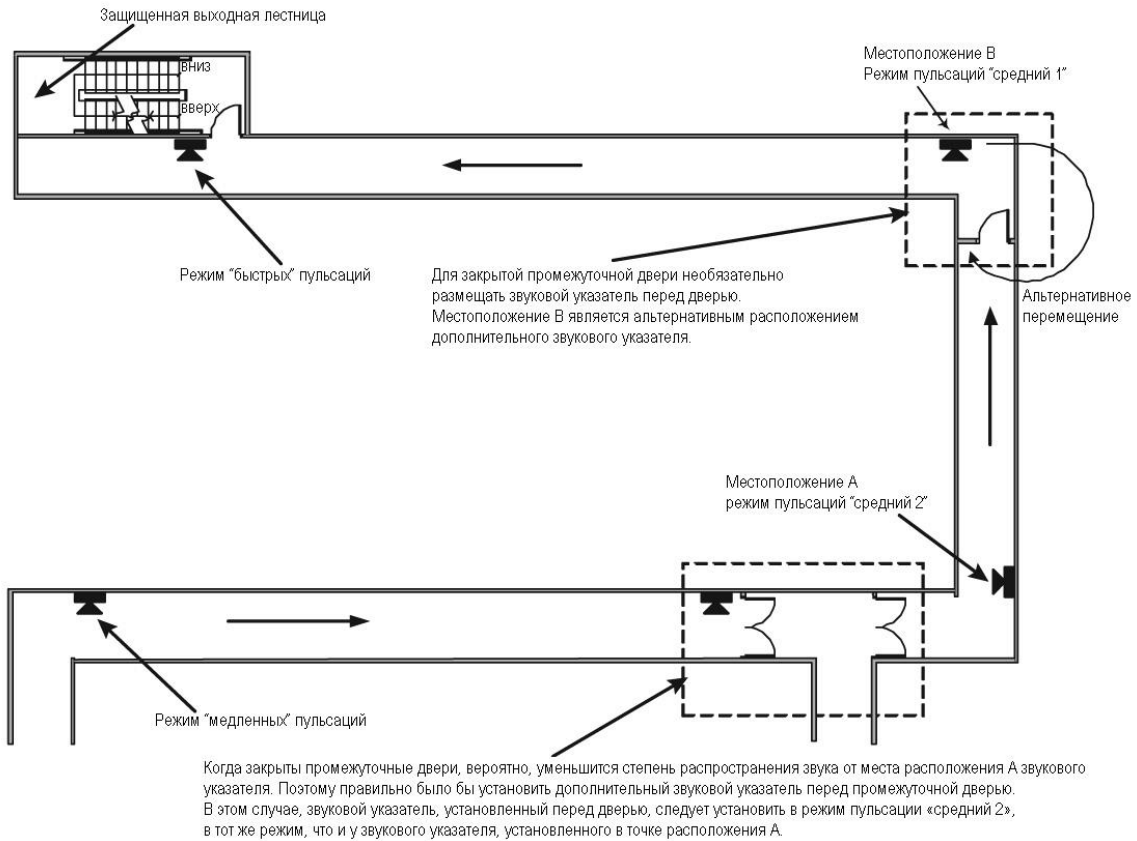 Защищенная выходная лестница
Местоположение В
Режим пульсаций "средний 1"
вниз
вверх
Режим "быстрых" пульсаций
Для закрытой промежуточной двери необязательно
размещать звуковой указатель перед дверью.
Местоположение В является альтернативным расположением
дополнительного звукового указателя.
Альтернативное
перемещение
Местоположение А
режим пульсаций "средний 2"
Режим "медленных" пульсаций
Когда закрыты промежуточные двери, вероятно, уменьшится степень распространения звука от места расположения А звукового
указателя. Поэтому правильно было бы установить дополнительный звуковой указатель перед промежуточной дверью.
В этом случае, звуковой указатель, установленный перед дверью, следует установить в режим пульсации «средний 2»,
в тот же режим, что и у звукового указателя, установленного в точке расположения А.